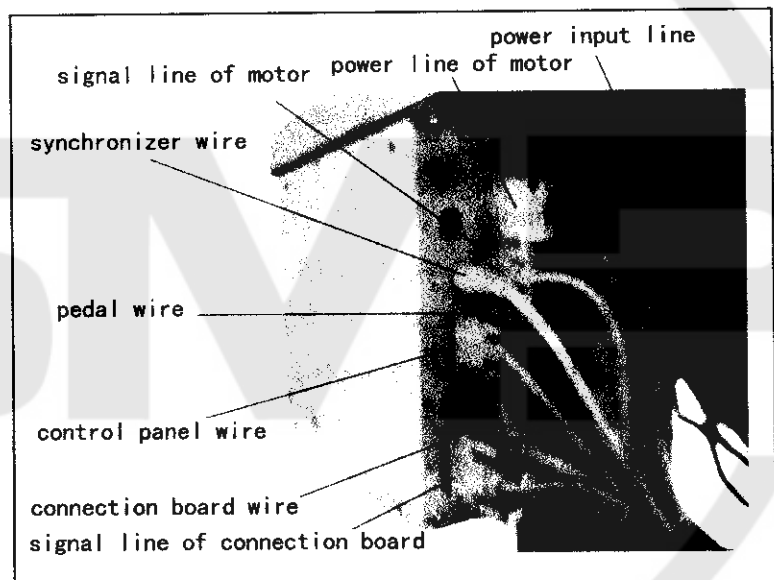 power input line
signal line of motor
power line of motor
synchronizer wire
pedal wire
control panel wire
connection board wire
signal line of connection board